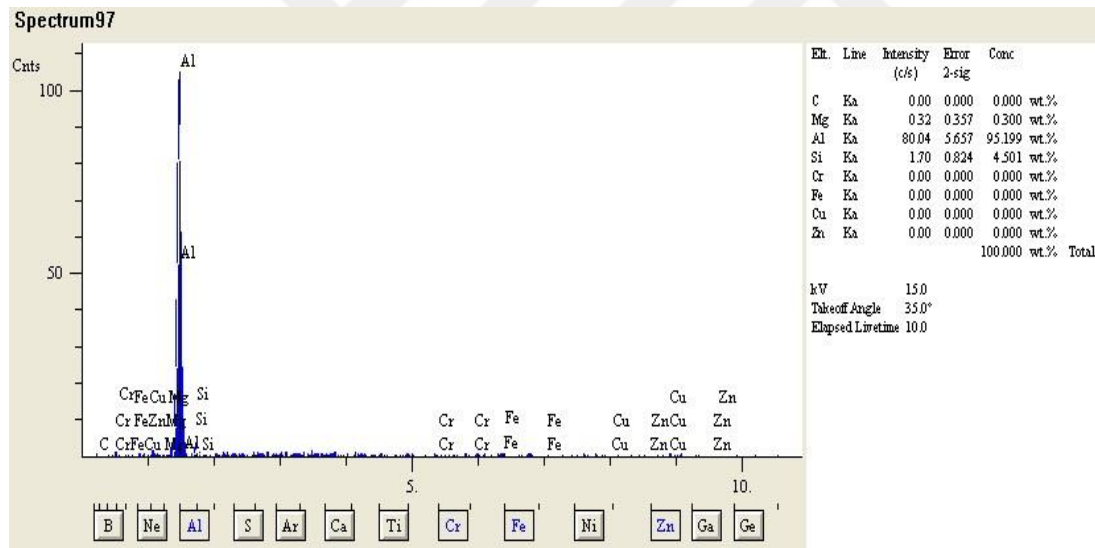 Spectrum97
Cnts
100
50
Al
Al
CrFeCu Mg Si Cu Zn
Cr FeZn Si Cr Cr Fe Fe Cu ZnCu Zn
C CrFeCu Al Si Cr Cr Fe Fe Cu ZnCu Zn
5. 10.
B Ne Al S Ar Ca Ti Cr Fe Ni Zn Ga Ge
Elt. Line Intensity Error Conc
(c/s) 2-sig
C Ka 0.00 0.000 0.000 wt.%
Mg Ka 0.32 0.357 0.300 wt.%
Al Ka 80.04 5.657 95.199 wt.%
Si Ka 1.70 0.824 4.501 wt.%
Cr Ka 0.00 0.000 0.000 wt.%
Fe Ka 0.00 0.000 0.000 wt.%
Cu Ka 0.00 0.000 0.000 wt.%
Zn Ka 0.00 0.000 0.000 wt.%
100.000 wt.% Total
kV 15.0
Takeoff Angle 35.0°
Elapsed Livetime 10.0